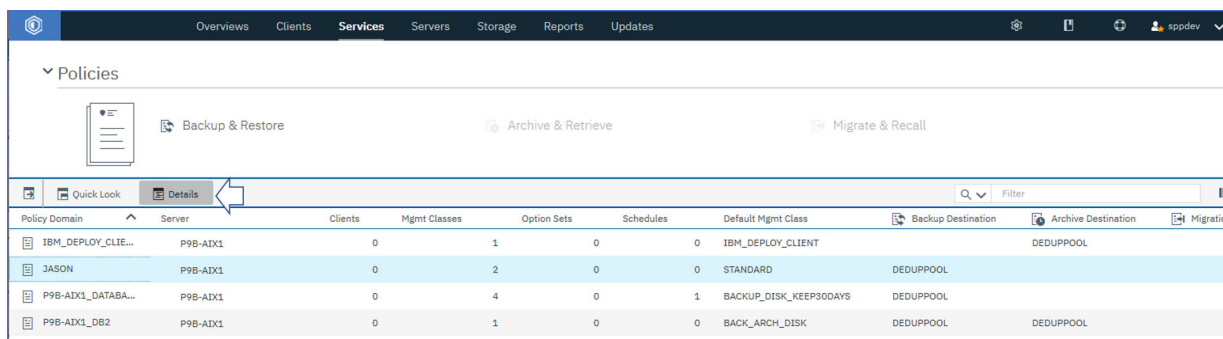 Overviews Clients Services Servers Storage Reports Updates sppdev
Policies
Backup & Restore Archive & Retrieve Migrate & Recall
Quick Look Details Filter
Policy Domain Server Clients Mgmt Classes Option Sets Schedules Default Mgmt Class Backup Destination Archive Destination Migratio
IBM_DEPLOY_CLIE... P9B-AIX1 0 1 0 0 IBM_DEPLOY_CLIENT DEDUPPOOL
JASON P9B-AIX1 0 2 0 0 STANDARD DEDUPPOOL
P9B-AIX1_DATABA... P9B-AIX1 0 4 0 1 BACKUP_DISK_KEEP30DAYS DEDUPPOOL
P9B-AIX1_DB2 P9B-AIX1 0 1 0 0 BACK_ARCH_DISK DEDUPPOOL DEDUPPOOL